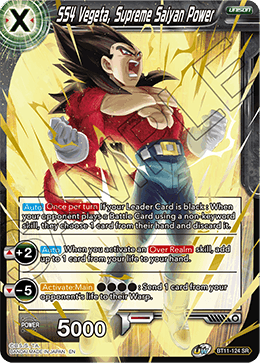 X SS4 Vegeta, Supreme Saiyan Power UNISON
Auto Once per turn If your Leader Card is black : When
your opponent plays a Battle Card using a non-keyword
skill, they choose 1 card from their hand and discard it.
+2 Auto When you activate an Over Realm skill, add
up to 1 card from your life to your hand.
-5 Activate:Main : Send 1 card from your
opponent's life to their Warp.
POWER 5000
MADE IN JAPAN
BT11-124 SR